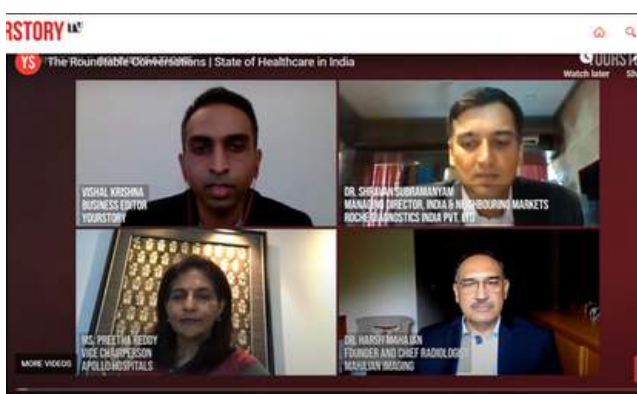 RSTORY TV
YS The Roundtable Conversations | State of Healthcare in India
Watch later
VISHAL KRISHNA
BUSINESS EDITOR
YOURSTORY
DR. SHRAVAN SUBRAMANYAM
MANAGING DIRECTOR, INDIA & NEIGHBOURING MARKETS
ROCHE DIAGNOSTICS INDIA PVT. LTD
MS. PREETHA REDDY
VICE CHAIRPERSON
APOLLO HOSPITALS
DR. HARSH MAHAJAN
FOUNDER AND CHIEF RADIOLOGIST
MAHAJAN IMAGING
MORE VIDEOS